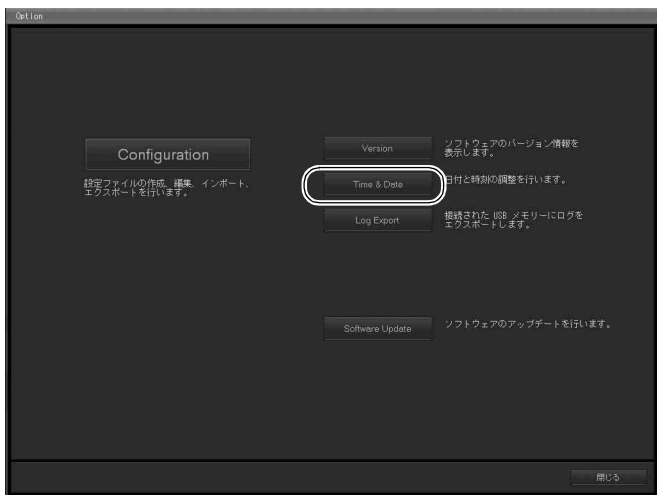 Option
Configuration
設定ファイルの作成、編集、インポート、
エクスポートを行います。
Version
ソフトウェアのバージョン情報を
表示します。
Time & Date
日付と時刻の調整を行います。
Log Export
接続された USB メモリーにログを
エクスポートします。
Software Update
ソフトウェアのアップデートを行います。
閉じる